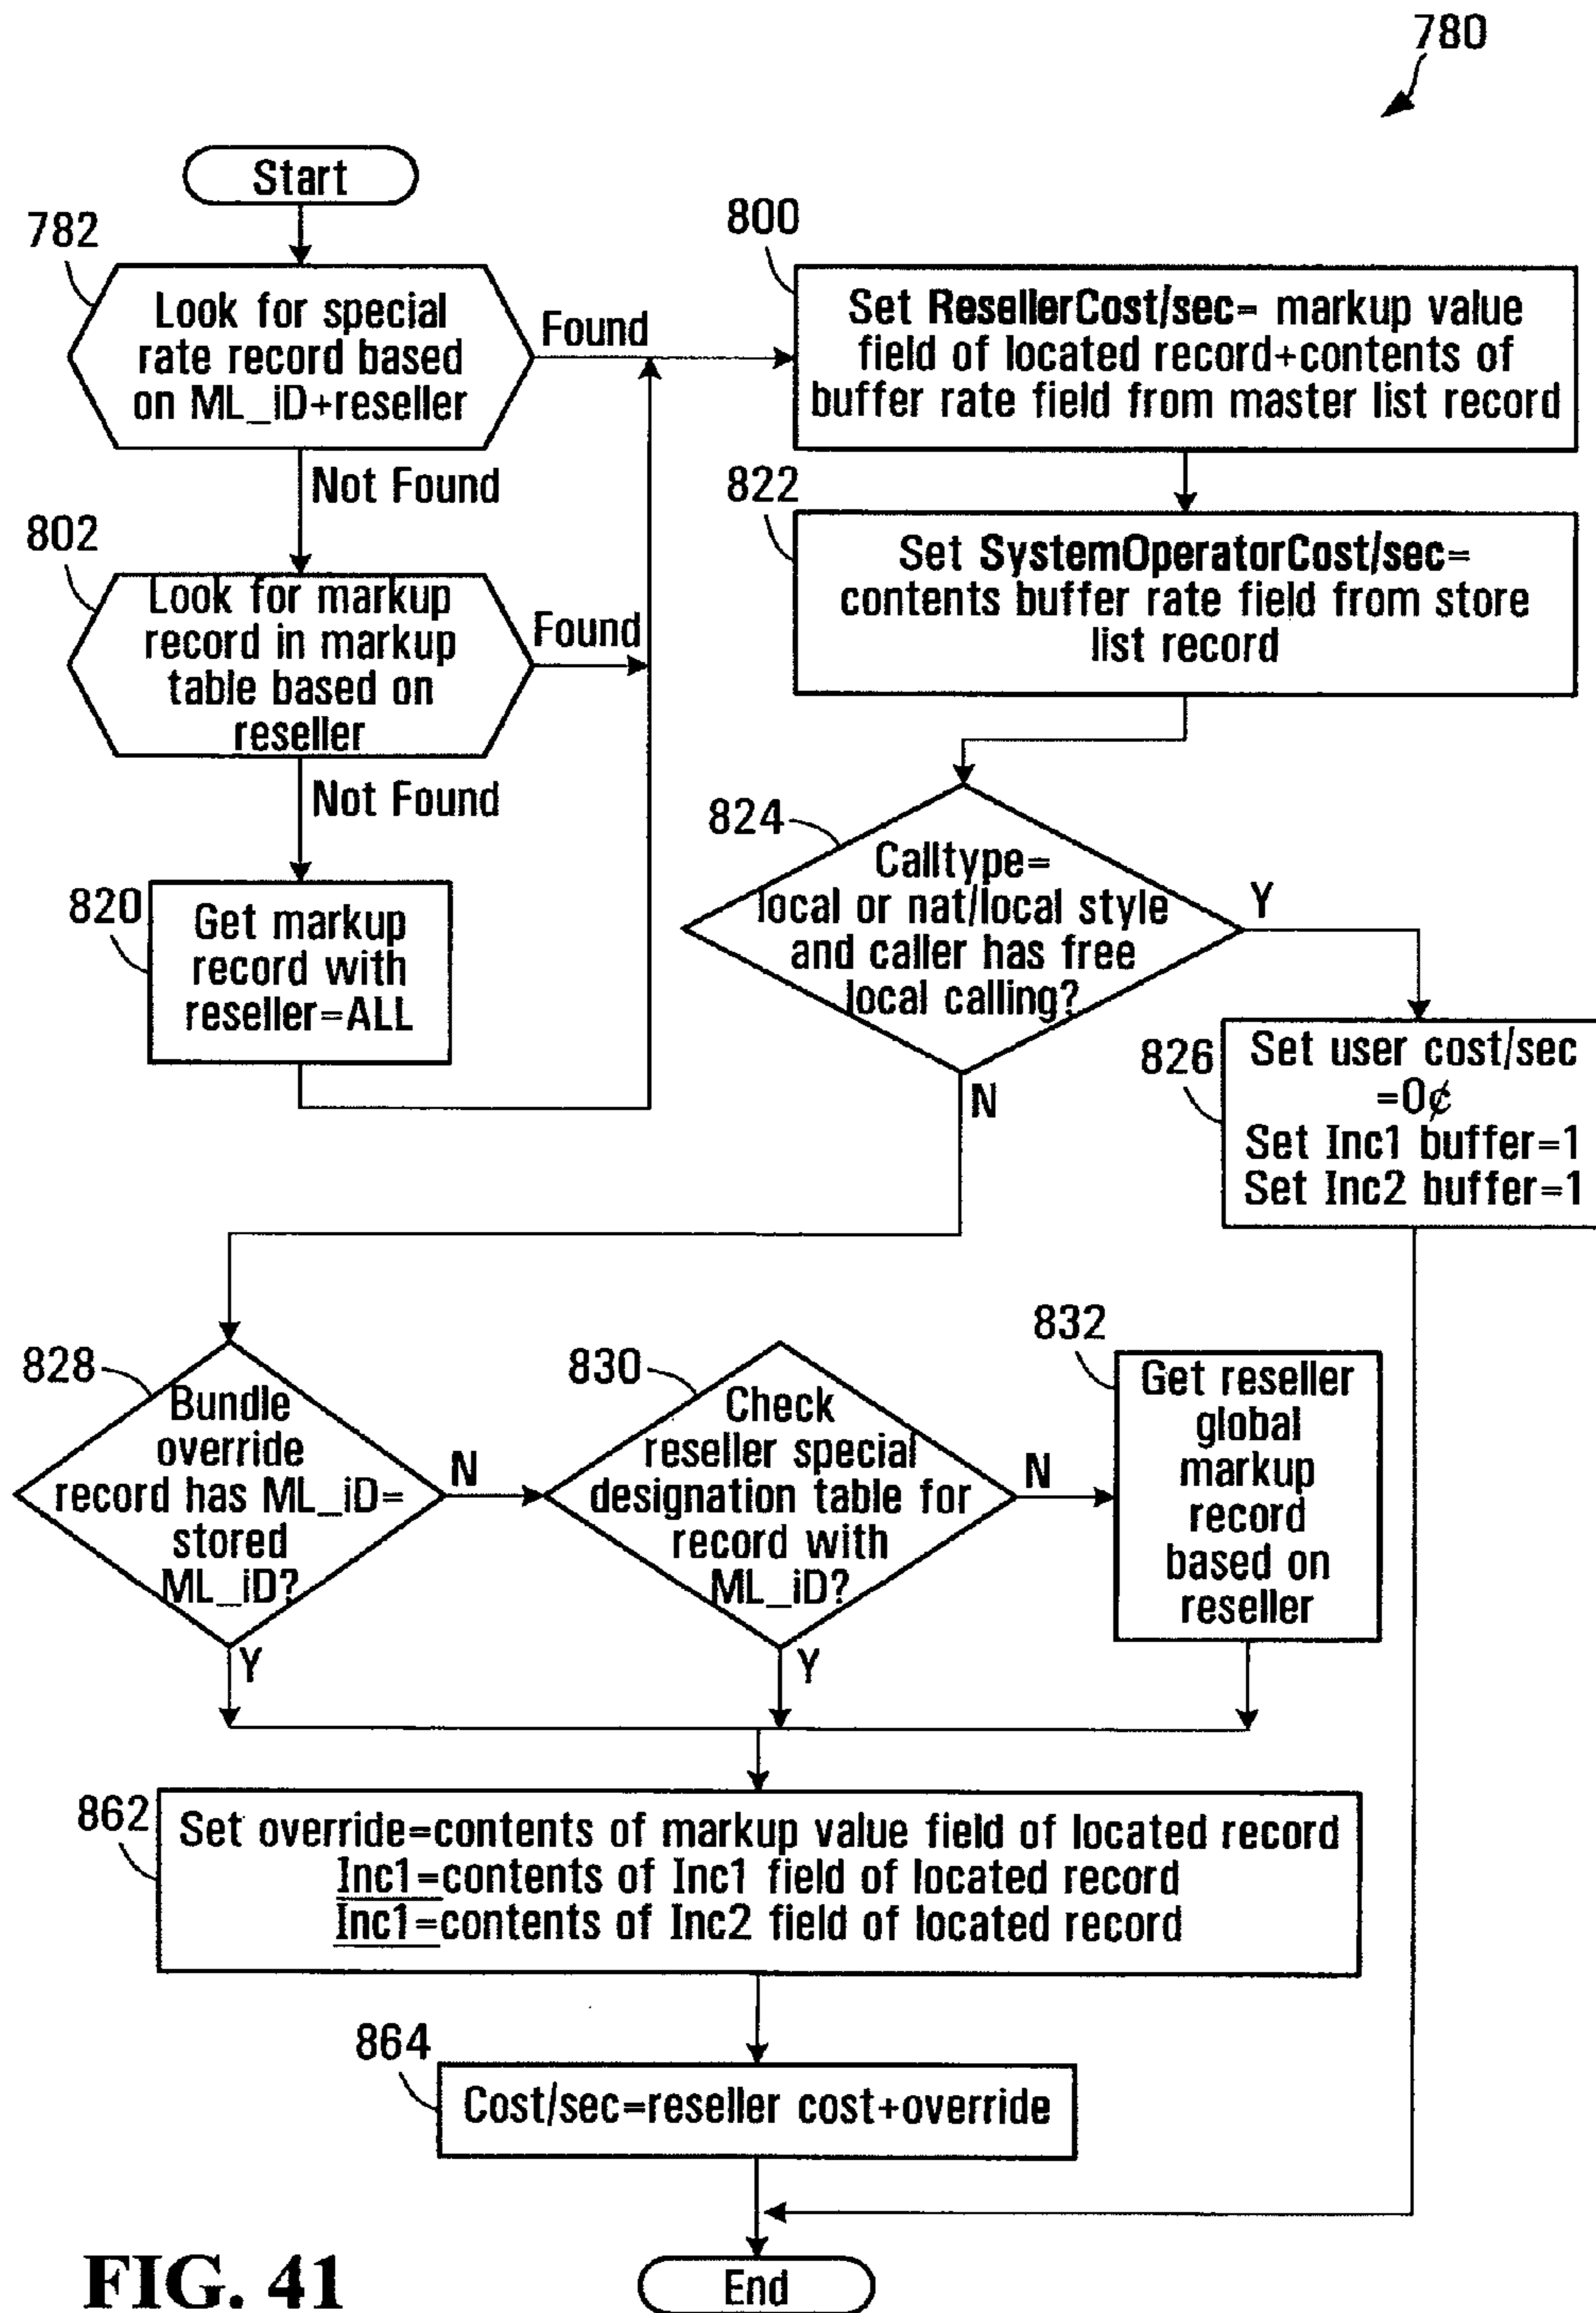 780
Start
782
Look for special
rate record based
on ML_iD+reseller
Found
Not Found
802
Look for markup
record in markup
table based on
reseller
Found
Not Found
820
Get markup
record with
reseller=ALL
800
Set ResellerCost/sec= markup value
field of located record+contents of
buffer rate field from master list record
822
Set SystemOperatorCost/sec=
contents buffer rate field from store
list record
824
Calltype=
local or nat/local style
and caller has free
local calling?
Y
N
826
Set user cost/sec
=0¢
Set Inc1 buffer=1
Set Inc2 buffer=1
828
Bundle
override
record has ML_iD=
stored
ML_iD?
N
Y
830
Check
reseller special
designation table for
record with
ML_iD?
N
Y
832
Get reseller
global
markup
record
based on
reseller
862
Set override=contents of markup value field of located record
Inc1=contents of Inc1 field of located record
Inc1=contents of Inc2 field of located record
864
Cost/sec=reseller cost+override
End
FIG. 41